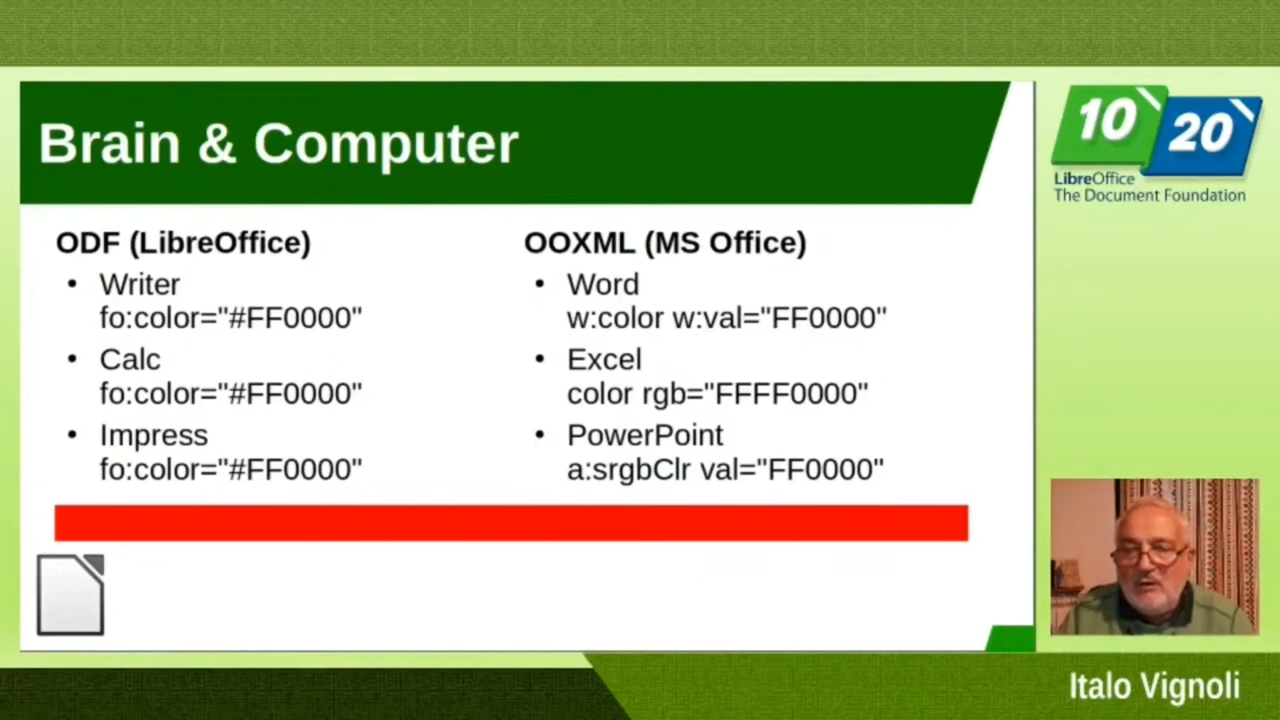 Brain & Computer
ODF (LibreOffice)
• Writer
fo:color="#FF0000"
• Calc
fo:color="#FF0000"
• Impress
fo:color="#FF0000"
OOXML (MS Office)
• Word
w:color w:val="FF0000"
• Excel
color rgb="FFFF0000"
• PowerPoint
a:srgbClr val="FF0000"
10
20
LibreOffice
The Document Foundation
Italo Vignoli